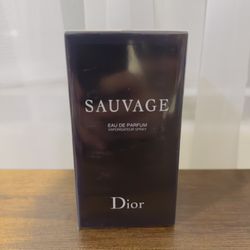 SAUVAGE
EAU DE PARFUM
VAPORISATEUR SPRAY
Dior